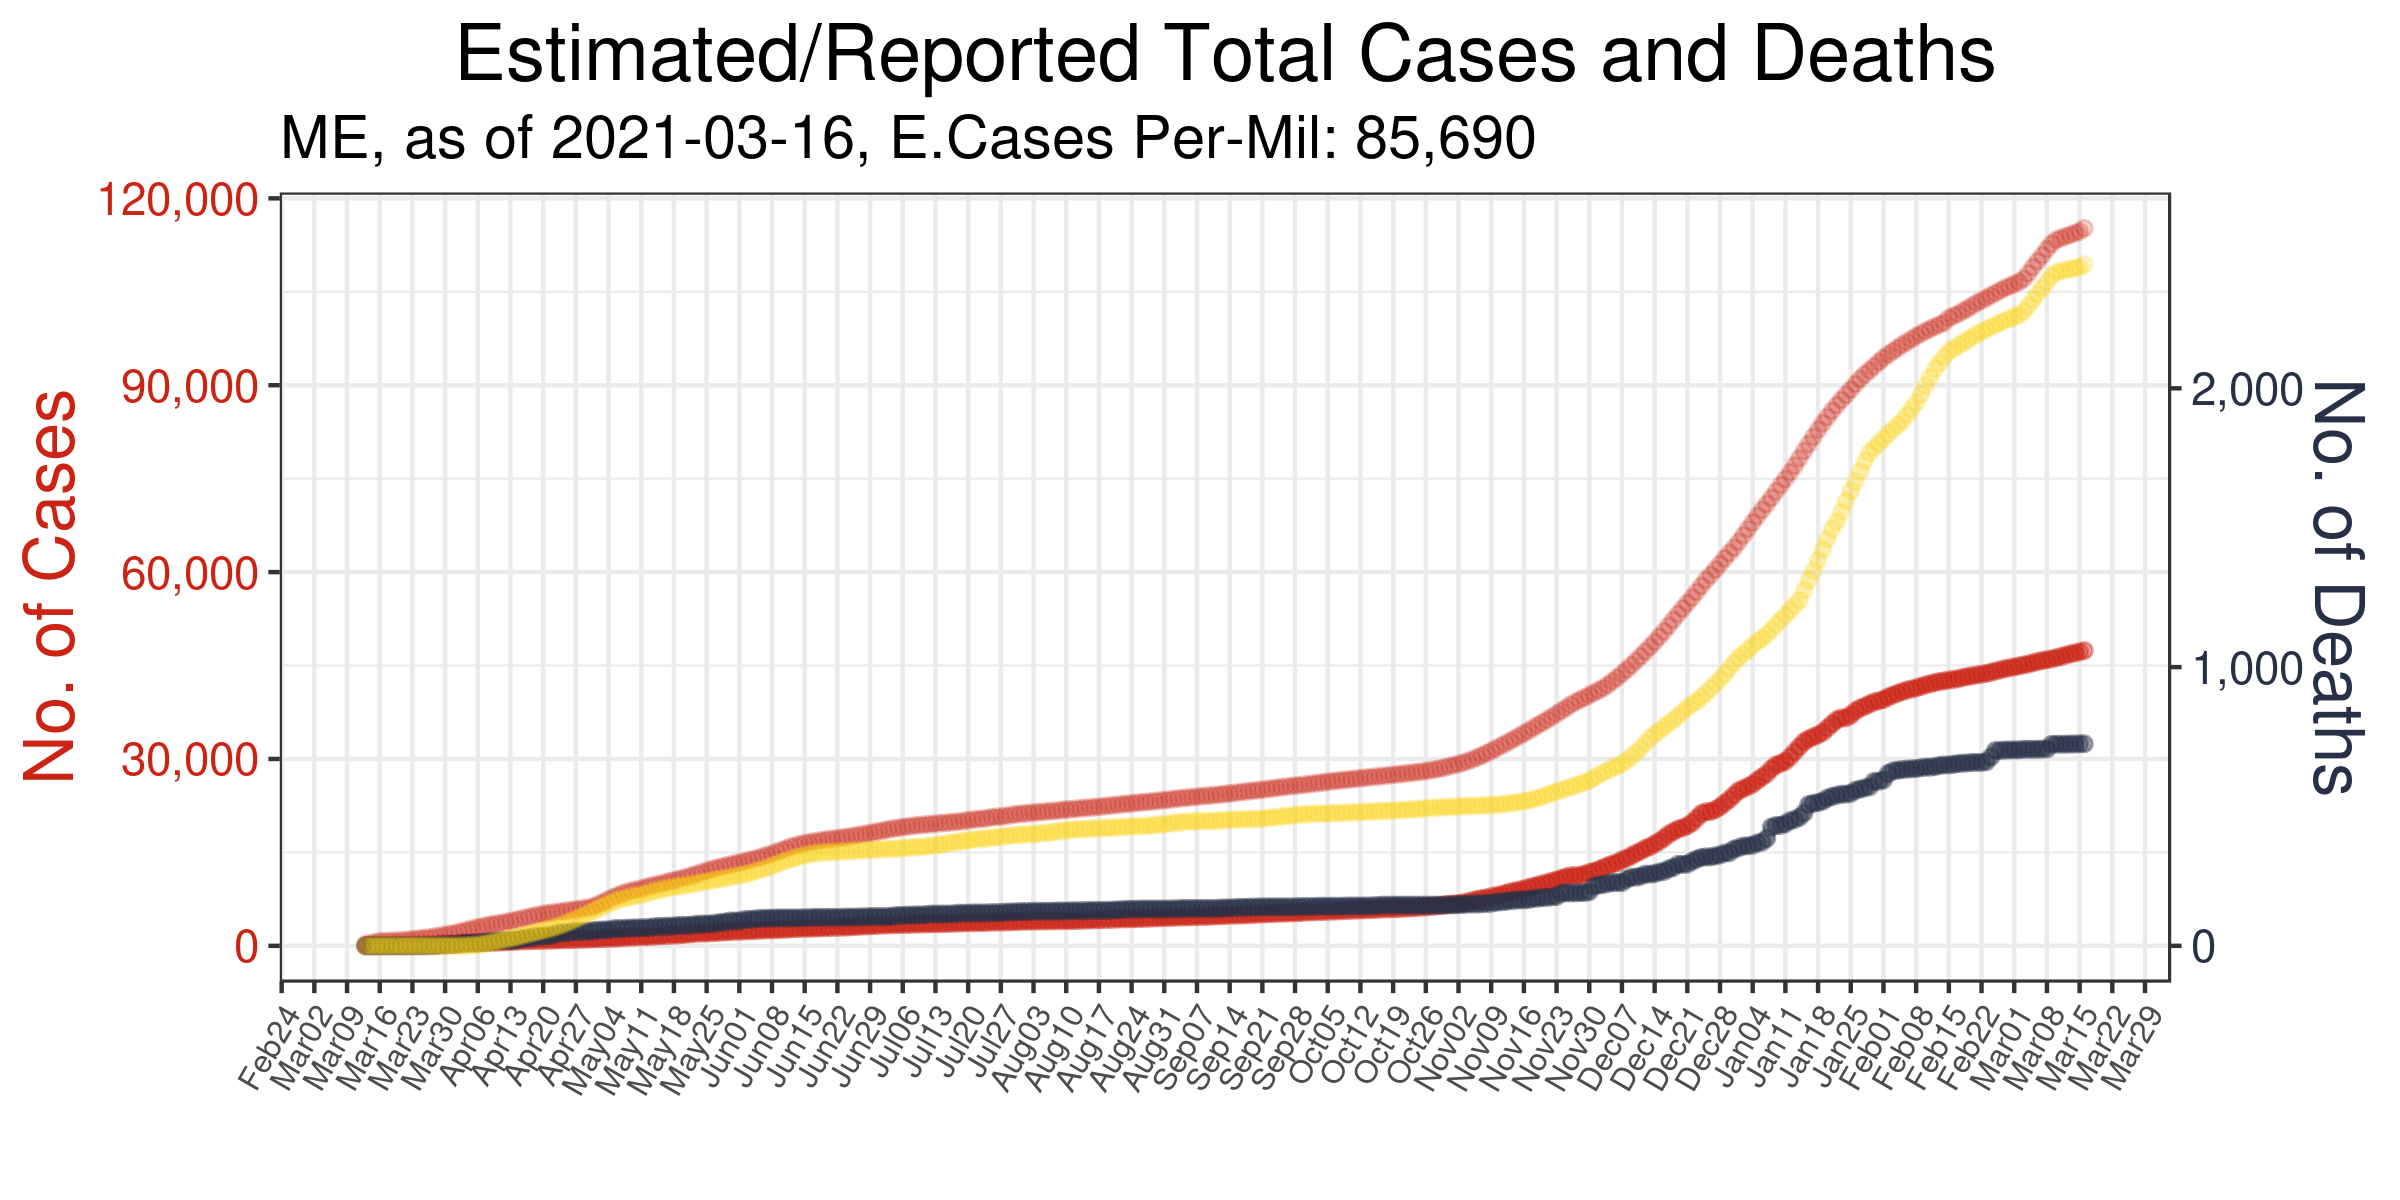 Estimated/Reported Total Cases and Deaths
ME, as of 2021-03-16, E.Cases Per-Mil: 85,690
No. of Cases
120,000
90,000
60,000
30,000
0
2,000
1,000
0
No. of Deaths
Feb24
Mar02
Mar09
Mar16
Mar23
Mar30
Apr06
Apr13
Apr20
Apr27
May04
May11
May18
May25
Jun01
Jun08
Jun15
Jun22
Jun29
Jul06
Jul13
Jul20
Jul27
Aug03
Aug10
Aug17
Aug24
Aug31
Sep07
Sep14
Sep21
Sep28
Oct05
Oct12
Oct19
Oct26
Nov02
Nov09
Nov16
Nov23
Nov30
Dec07
Dec14
Dec21
Dec28
Jan04
Jan11
Jan18
Jan25
Feb01
Feb08
Feb15
Feb22
Mar01
Mar08
Mar15
Mar22
Mar29